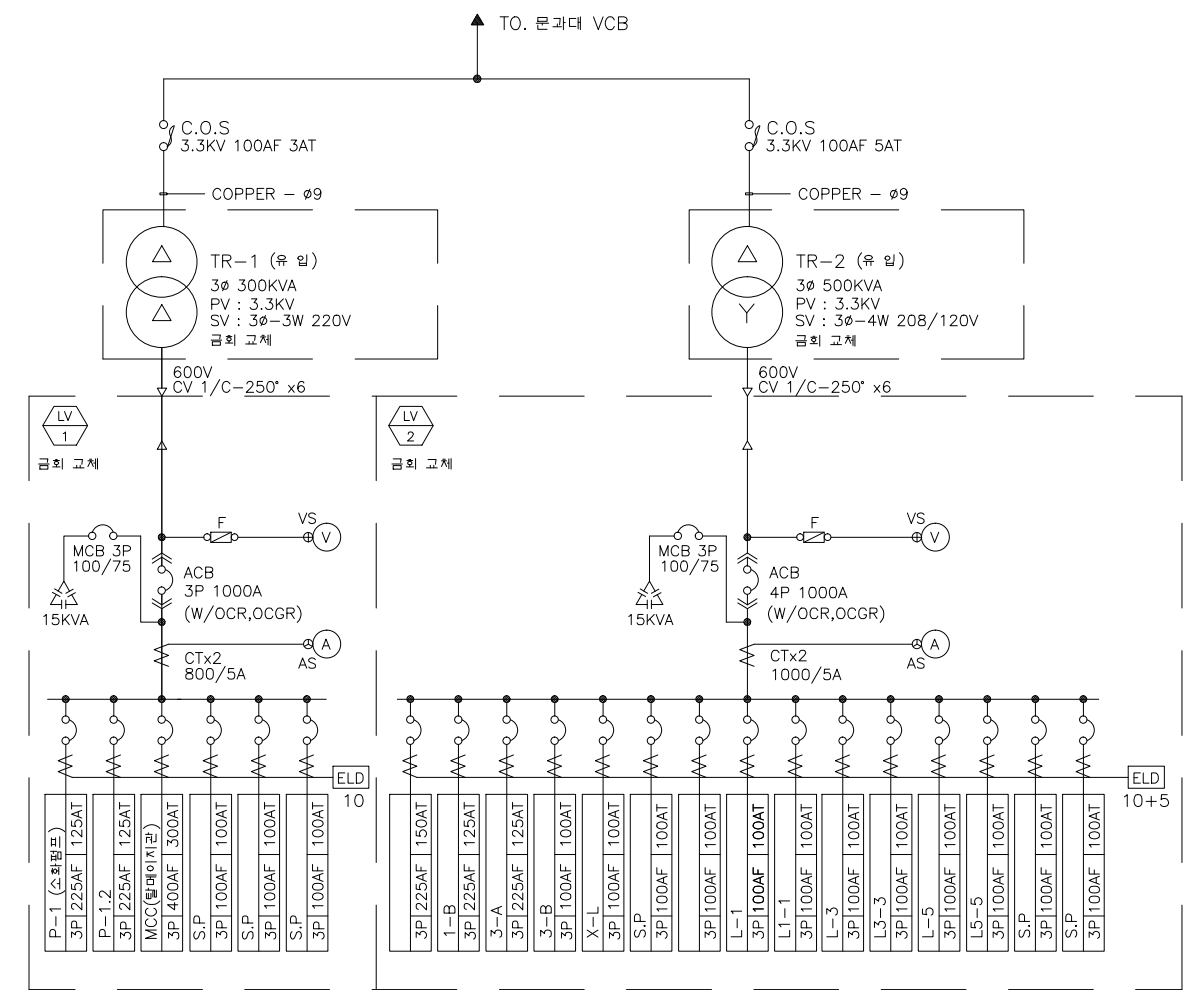 TO. 문과대 VCB
C.O.S
3.3KV 100AF 3AT
COPPER - ø9
TR-1 (유 입)
3ø 300KVA
PV : 3.3KV
SV : 3ø-3W 220V
금회 교체
600V
CV 1/C-250° x6
C.O.S
3.3KV 100AF 5AT
COPPER - ø9
TR-2 (유 입)
3ø 500KVA
PV : 3.3KV
SV : 3ø-4W 208/120V
금회 교체
600V
CV 1/C-250° x6
LV
1
금회 교체
F
VS
V
MCB 3P
100/75
15KVA
ACB
3P 1000A
(W/OCR,OCGR)
A
AS
CTx2
800/5A
ELD
10
P-1 (소화펌프)
3P 225AF 125AT
P-1.2
3P 225AF 125AT
MCC(탈메이지관)
3P 400AF 300AT
S.P
3P 100AF 100AT
S.P
3P 100AF 100AT
S.P
3P 100AF 100AT
LV
2
금회 교체
F
VS
V
MCB 3P
100/75
15KVA
ACB
4P 1000A
(W/OCR,OCGR)
A
AS
CTx2
1000/5A
ELD
10+5
3P 225AF 150AT
1-B
3P 225AF 125AT
3-A
3P 225AF 125AT
3-B
3P 100AF 100AT
X-L
3P 100AF 100AT
S.P
3P 100AF 100AT
3P 100AF 100AT
L-1
3P 100AF 100AT
L1-1
3P 100AF 100AT
L-3
3P 100AF 100AT
L3-3
3P 100AF 100AT
L-5
3P 100AF 100AT
L5-5
3P 100AF 100AT
S.P
3P 100AF 100AT
S.P
3P 100AF 100AT